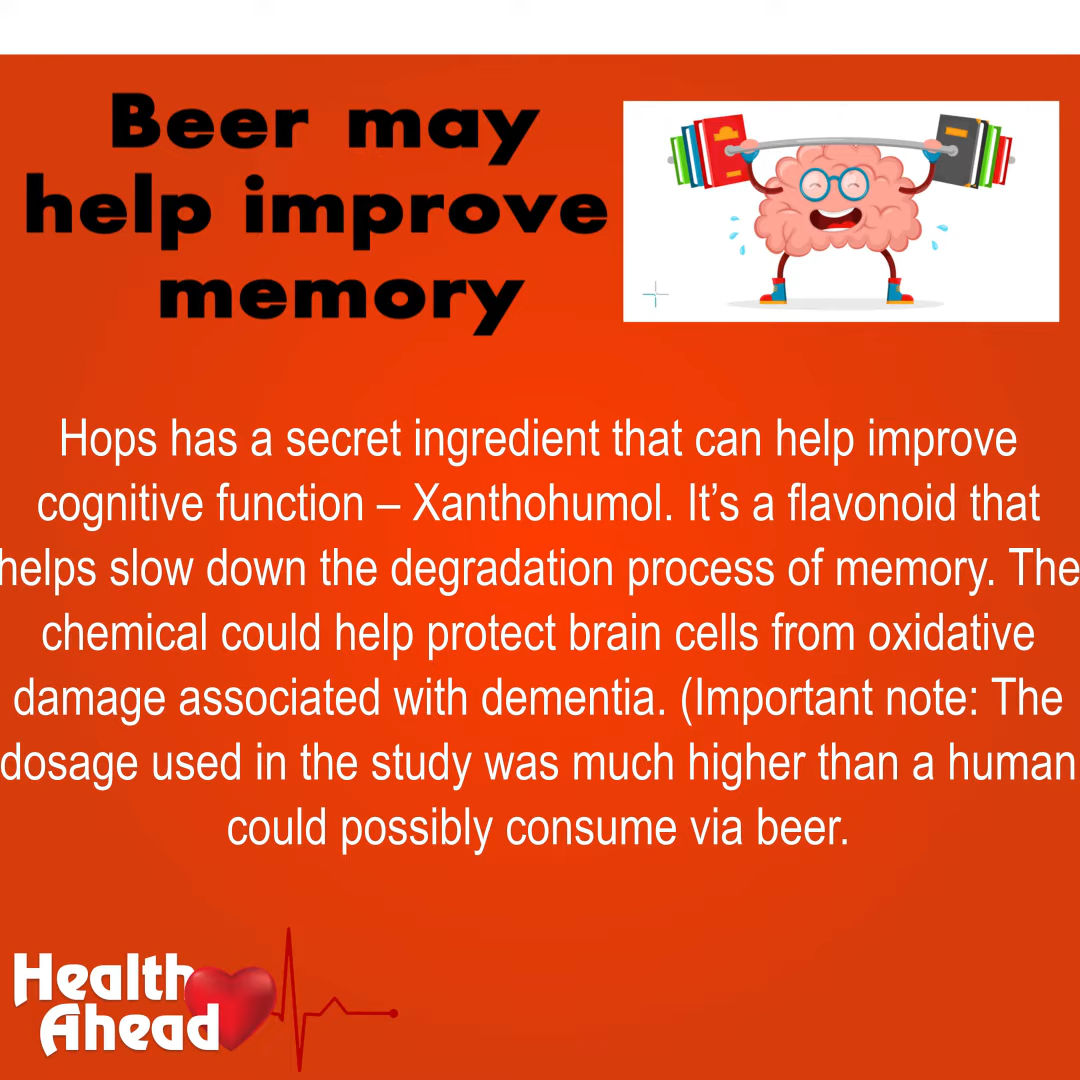 Beer may
help improve
memory
Hops has a secret ingredient that can help improve
cognitive function – Xanthohumol. It’s a flavonoid that
helps slow down the degradation process of memory. The
chemical could help protect brain cells from oxidative
damage associated with dementia. (Important note: The
dosage used in the study was much higher than a human
could possibly consume via beer.
Health
Ahead